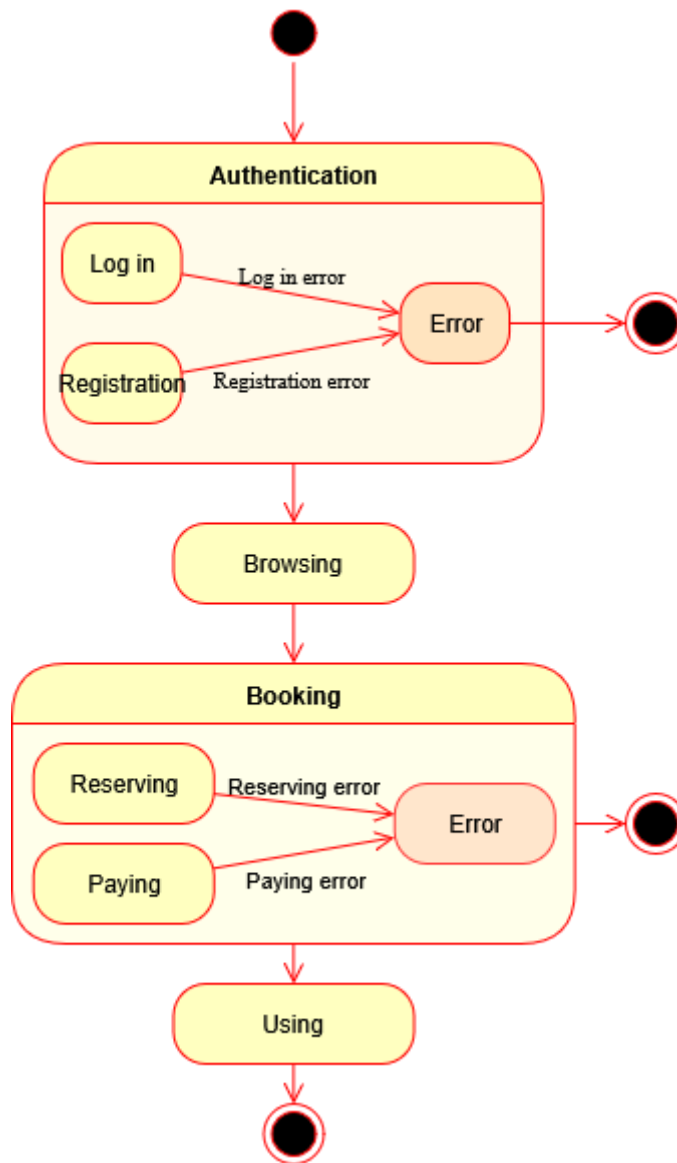 Authentication
Log in
Log in error
Error
Registration
Registration error
Browsing
Booking
Reserving
Reserving error
Error
Paying
Paying error
Using